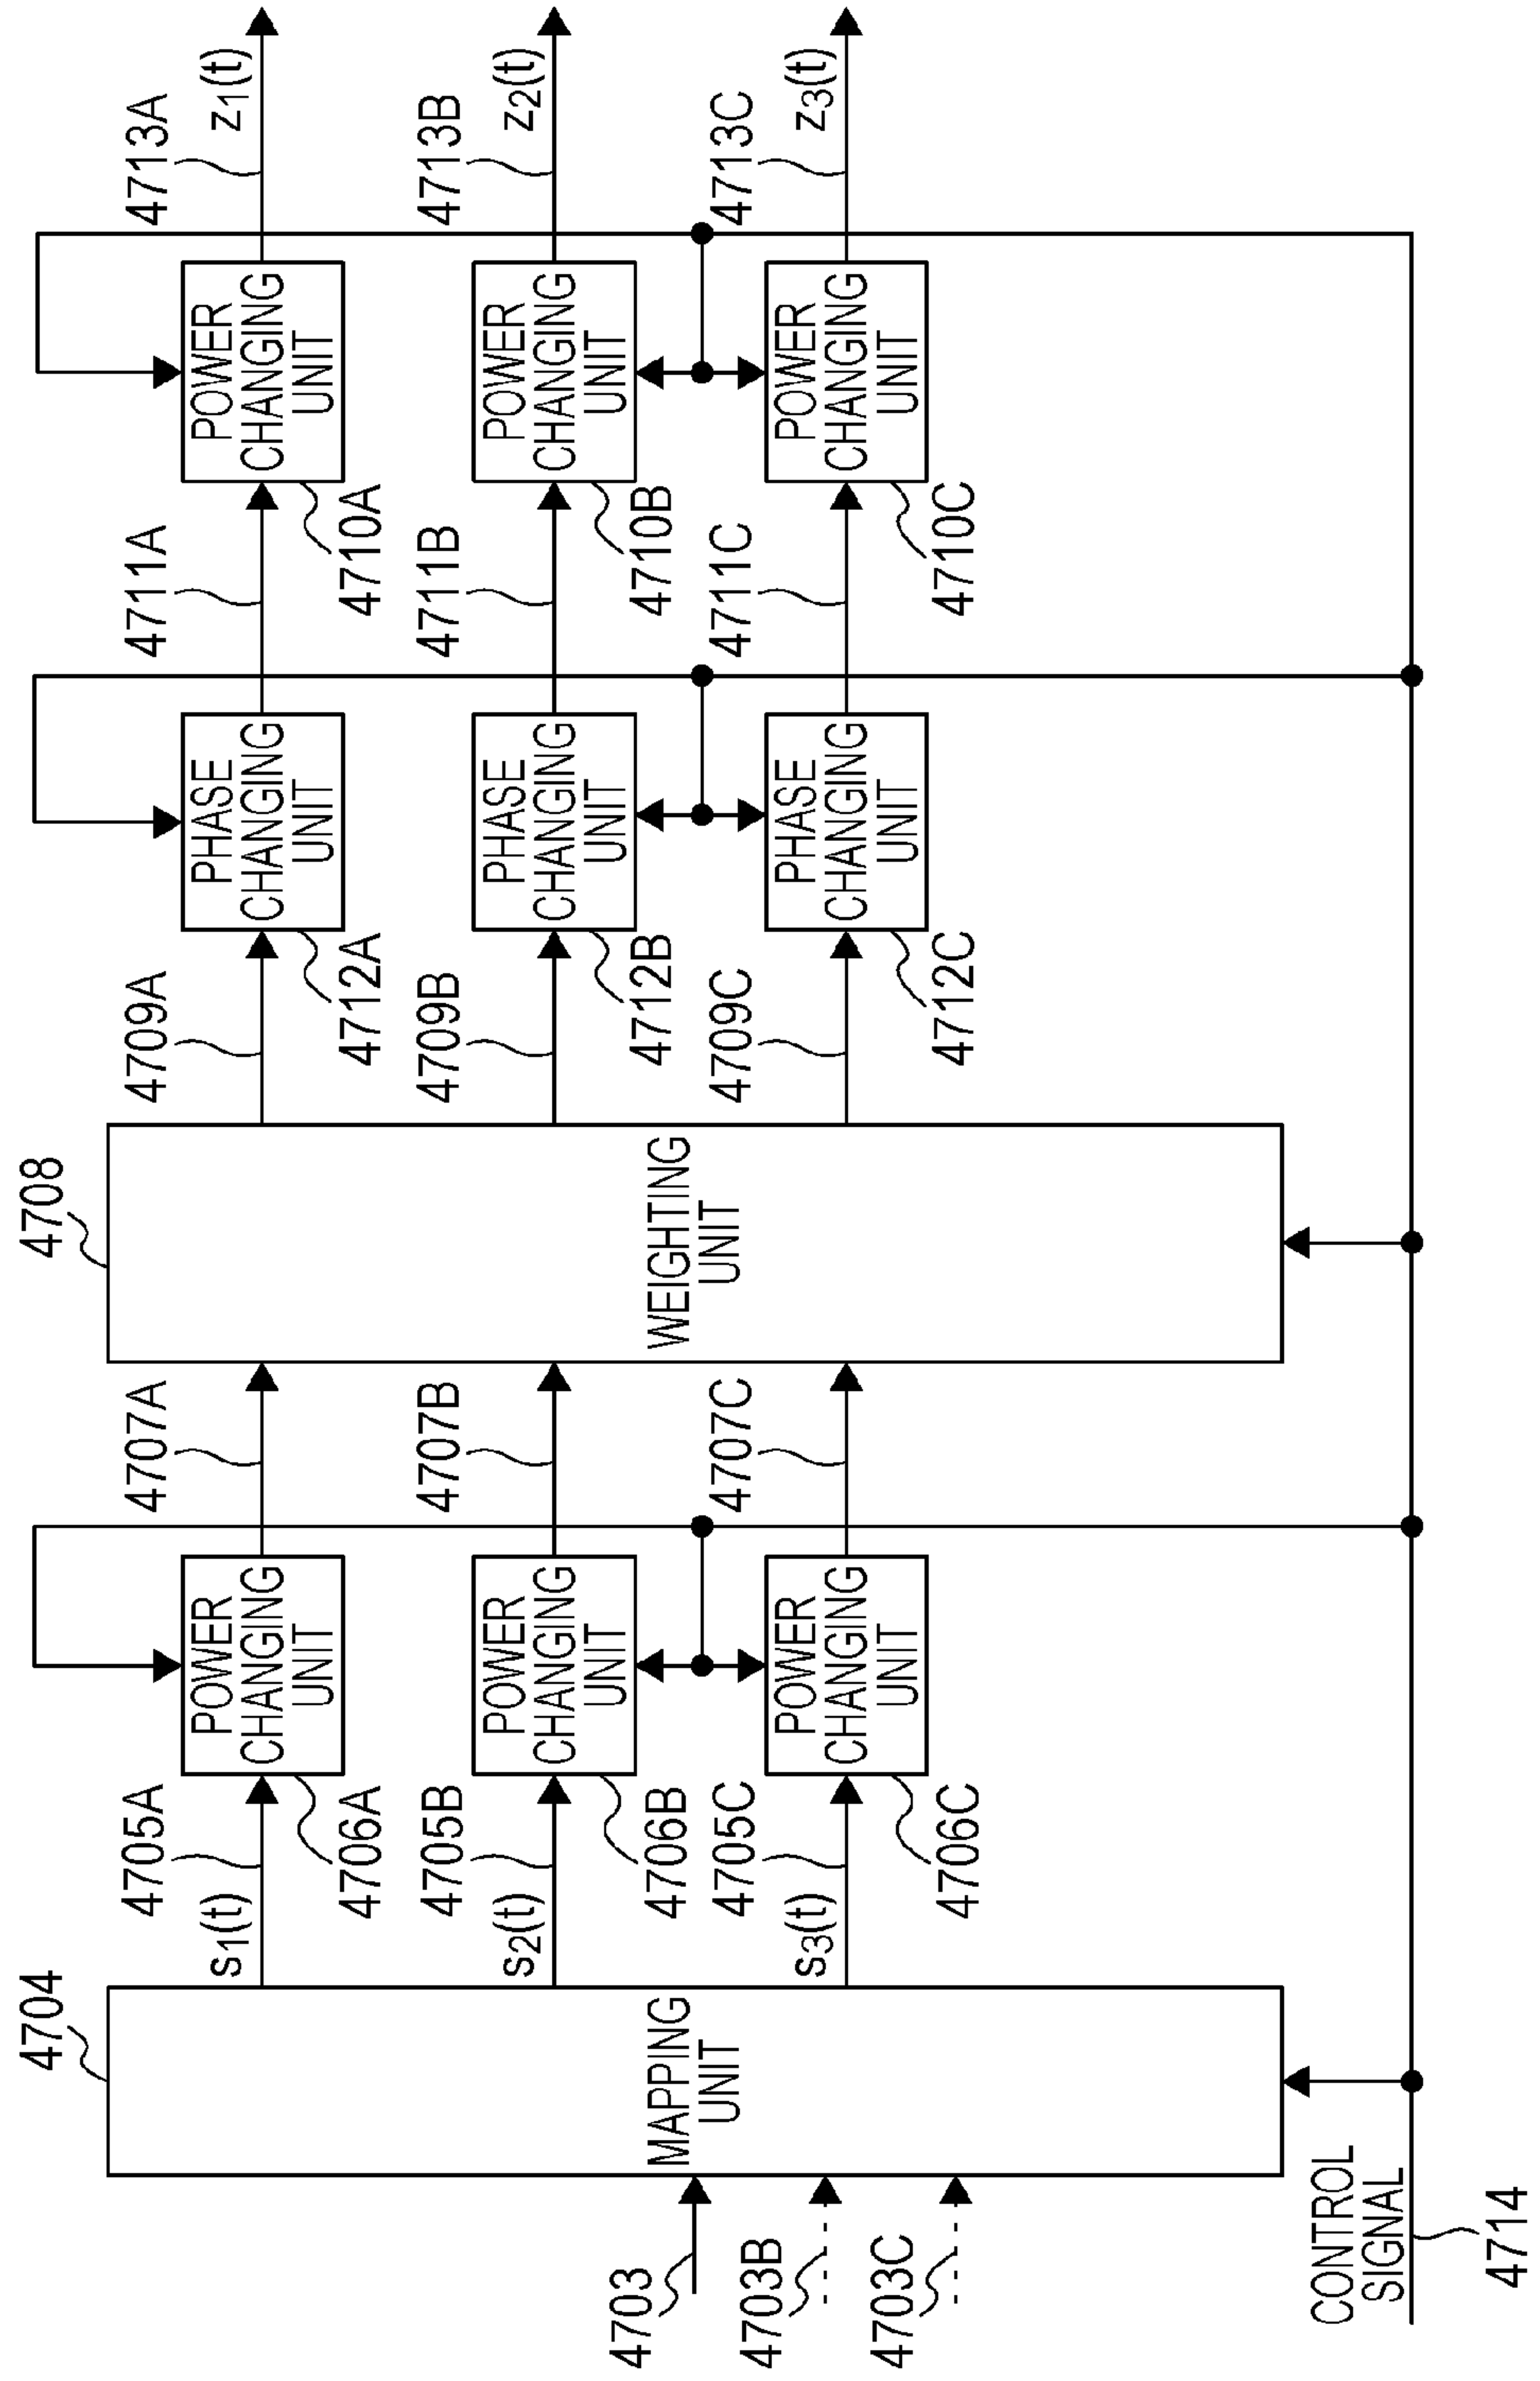 4704
MAPPING
UNIT
4703
4703B
4703C
CONTROL
SIGNAL
4714
s1(t)
4705A
s2(t)
4705B
s3(t)
4705C
POWER
CHANGING
UNIT
4706A
POWER
CHANGING
UNIT
4706B
POWER
CHANGING
UNIT
4706C
4707A
4707B
4707C
4708
WEIGHTING
UNIT
4709A
4709B
4709C
PHASE
CHANGING
UNIT
4712A
PHASE
CHANGING
UNIT
4712B
PHASE
CHANGING
UNIT
4712C
4711A
4711B
4711C
POWER
CHANGING
UNIT
4710A
POWER
CHANGING
UNIT
4710B
POWER
CHANGING
UNIT
4710C
4713A
z1(t)
4713B
z2(t)
4713C
z3(t)